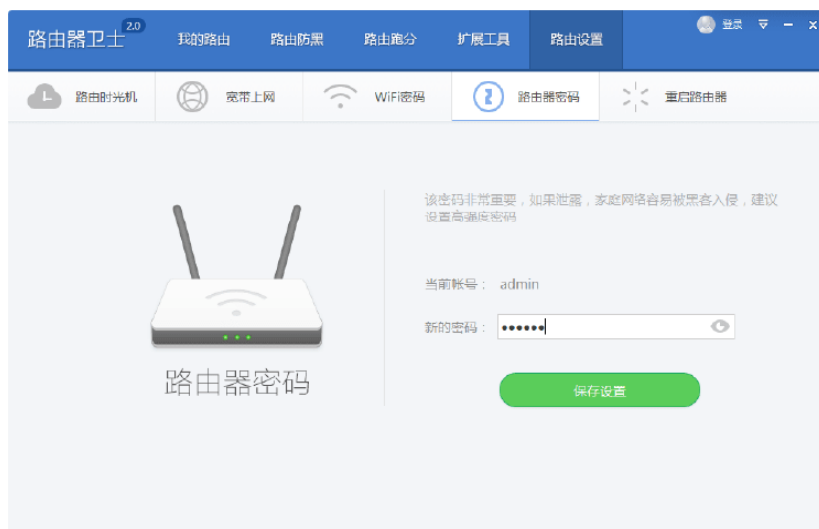 路由器卫士 2.0
我的路由 路由防黑 路由跑分 扩展工具 路由设置 登录
路由时光机 宽带上网 WiFi密码 路由器密码 重启路由器
该密码非常重要，如果泄露，家庭网络容易被黑客入侵，建议
设置高强度密码
当前帐号： admin
新的密码： ••••••
保存设置
路由器密码